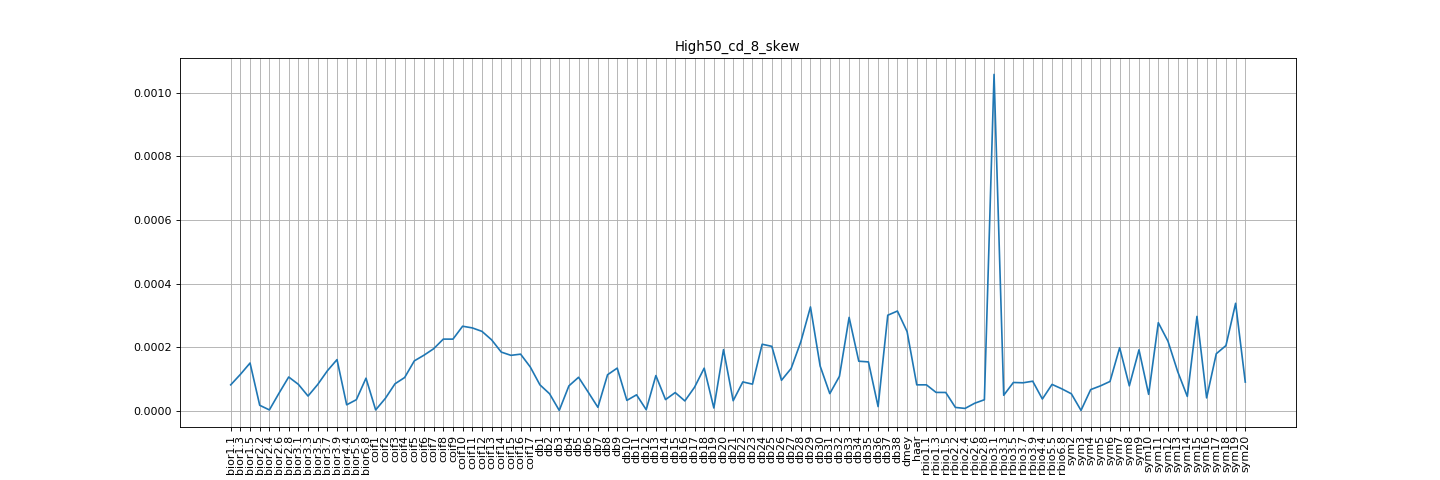 High50_cd_8_skew
0.0010
0.0008
0.0006
0.0004
0.0002
0.0000
bior1.1
bior1.3
bior1.5
bior2.2
bior2.4
bior2.6
bior2.8
bior3.1
bior3.3
bior3.5
bior3.7
bior3.9
bior4.4
bior5.5
bior6.8
coif1
coif2
coif3
coif4
coif5
coif6
coif7
coif8
coif9
coif10
coif11
coif12
coif13
coif14
coif15
coif16
coif17
db1
db2
db3
db4
db5
db6
db7
db8
db9
db10
db11
db12
db13
db14
db15
db16
db17
db18
db19
db20
db21
db22
db23
db24
db25
db26
db27
db28
db29
db30
db31
db32
db33
db34
db35
db36
db37
db38
dmey
haar
rbio1.1
rbio1.3
rbio1.5
rbio2.2
rbio2.4
rbio2.6
rbio2.8
rbio3.1
rbio3.3
rbio3.5
rbio3.7
rbio3.9
rbio4.4
rbio5.5
rbio6.8
sym2
sym3
sym4
sym5
sym6
sym7
sym8
sym9
sym10
sym11
sym12
sym13
sym14
sym15
sym16
sym17
sym18
sym19
sym20